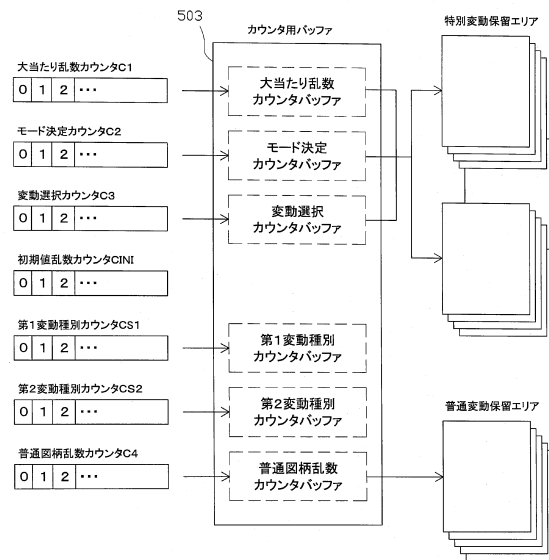 503
カウンタ用バッファ
特別変動保留エリア
大当たり乱数カウンタC1
0 1 2 ・・・
大当たり乱数
カウンタバッファ
モード決定カウンタC2
0 1 2 ・・・
モード決定
カウンタバッファ
変動選択カウンタC3
0 1 2 ・・・
変動選択
カウンタバッファ
初期値乱数カウンタCINI
0 1 2 ・・・
第1変動種別カウンタCS1
0 1 2 ・・・
第1変動種別
カウンタバッファ
第2変動種別カウンタCS2
0 1 2 ・・・
第2変動種別
カウンタバッファ
普通変動保留エリア
普通図柄乱数カウンタC4
0 1 2 ・・・
普通図柄乱数
カウンタバッファ